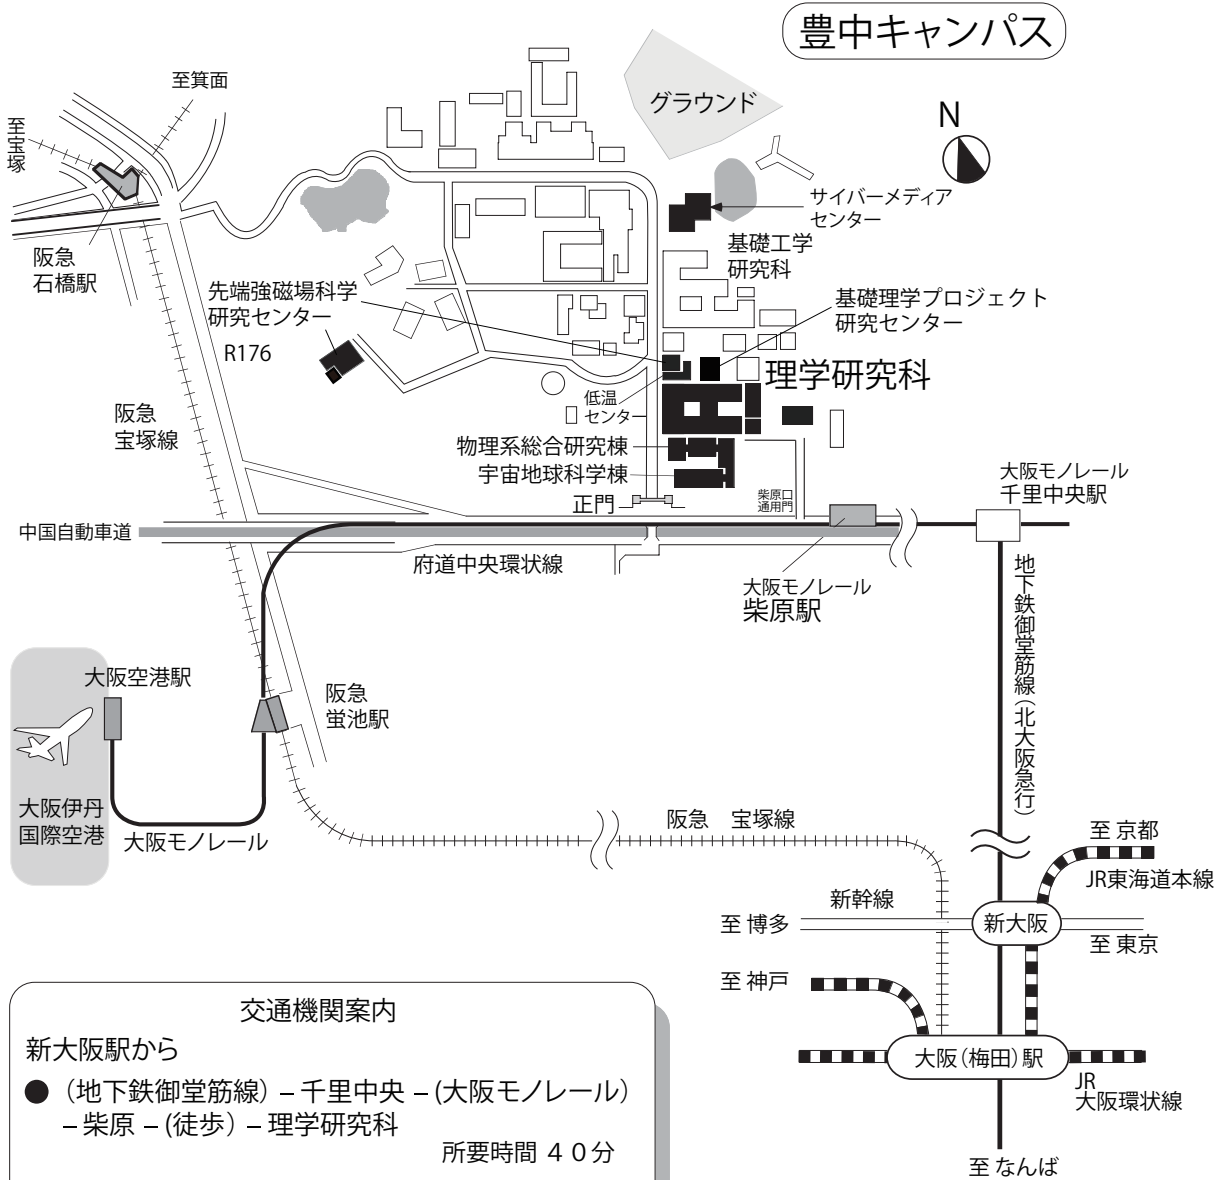 豊中キャンパス
至箕面
至宝塚
グラウンド
N
サイバーメディア
センター
阪急
石橋駅
基礎工学
研究科
先端強磁場科学
研究センター
基礎理学プロジェクト
研究センター
R176
理学研究科
阪急
宝塚線
低温
センター
物理系総合研究棟
宇宙地球科学棟
正門
柴原口
通用門
大阪モノレール
千里中央駅
中国自動車道
府道中央環状線
大阪モノレール
柴原駅
地下鉄御堂筋線(北大阪急行)
大阪空港駅
阪急
蛍池駅
大阪伊丹
国際空港
大阪モノレール
阪急 宝塚線
至 京都
JR東海道本線
新幹線
至 博多
新大阪
至 東京
至 神戸
大阪(梅田)駅
JR
大阪環状線
至 なんば
交通機関案内
新大阪駅から
● (地下鉄御堂筋線) – 千里中央 – (大阪モノレール)
– 柴原 – (徒歩) – 理学研究科
所要時間 40分